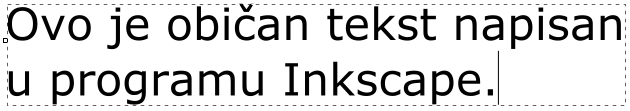 Ovo je običan tekst napisan
u programu Inkscape.